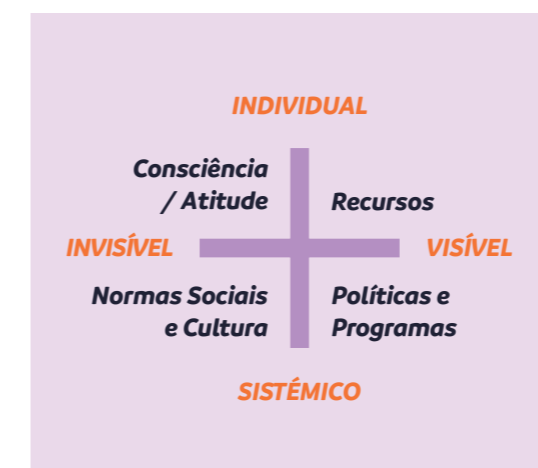 INDIVIDUAL
Consciência
/ Atitude
Recursos
INVISÍVEL
VISÍVEL
Normas Sociais
e Cultura
Políticas e
Programas
SISTÉMICO